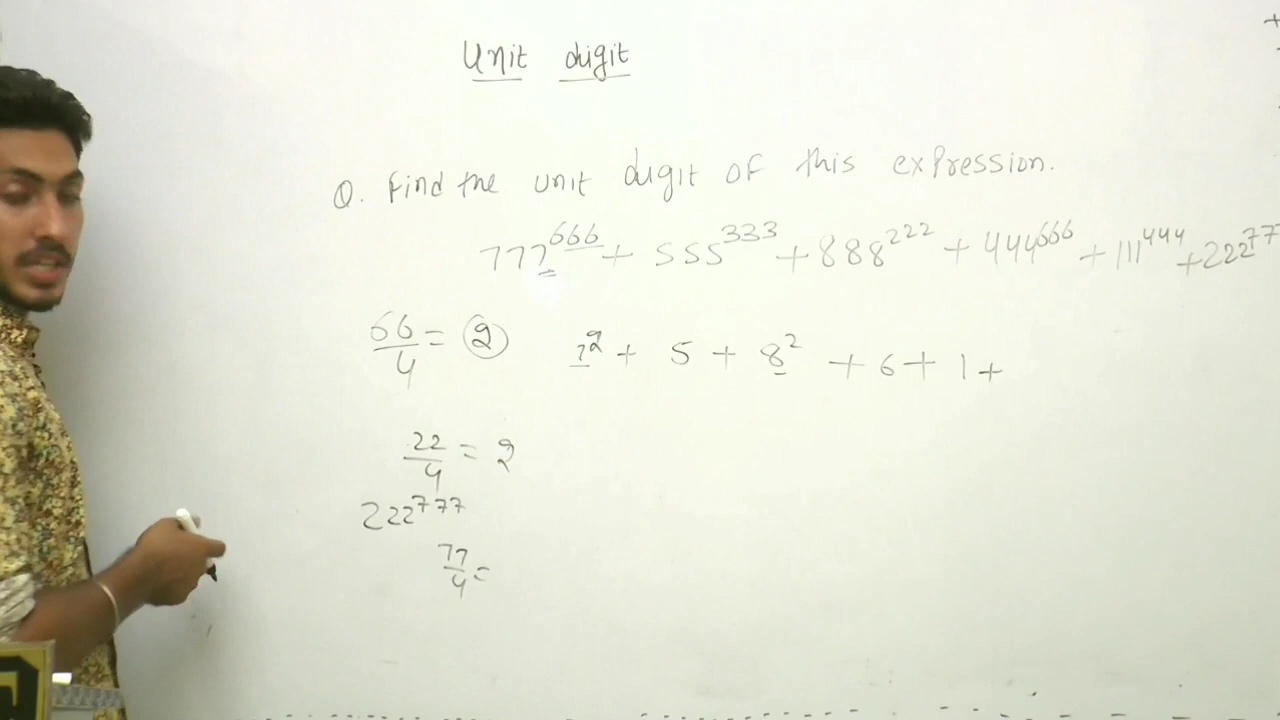 Unit digit
Q. Find the unit digit of this expression.
777^666 + 555^333 + 888^222 + 444^666 + 111^444 + 222^77
66/4 = 2
7^2 + 5 + 8^2 + 6 + 1 +
22/4 = 2
222^777
77/4 =